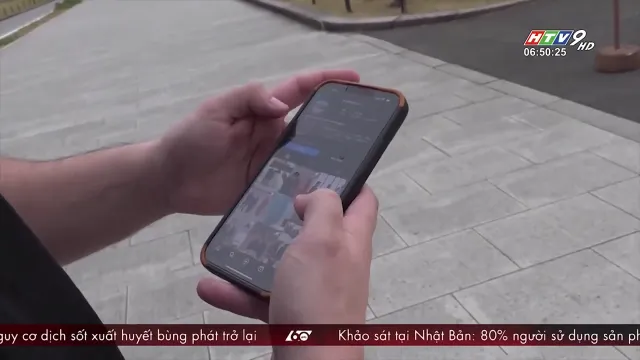 HTV9 HD
06:50:25
guy cơ dịch sốt xuất huyết bùng phát trở lại
60 Khảo sát tại Nhật Bản: 80% người sử dụng sản ph